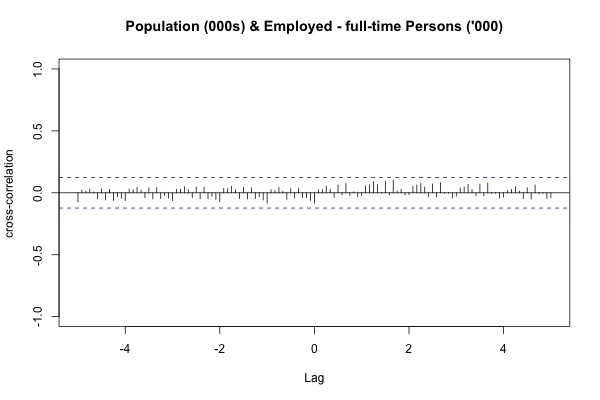 Population (000s) & Employed - full-time Persons ('000)
cross-correlation
1.0
0.5
0.0
-0.5
-1.0
-4 -2 0 2 4
Lag